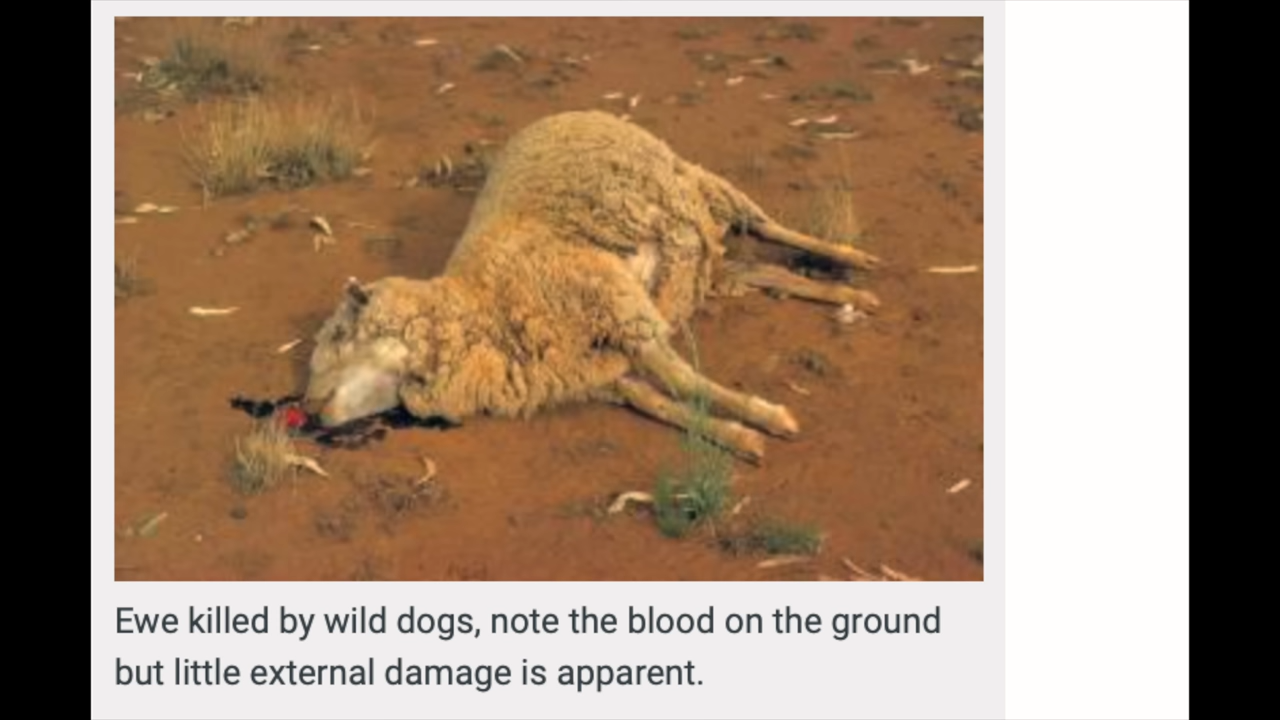 Ewe killed by wild dogs, note the blood on the ground
but little external damage is apparent.